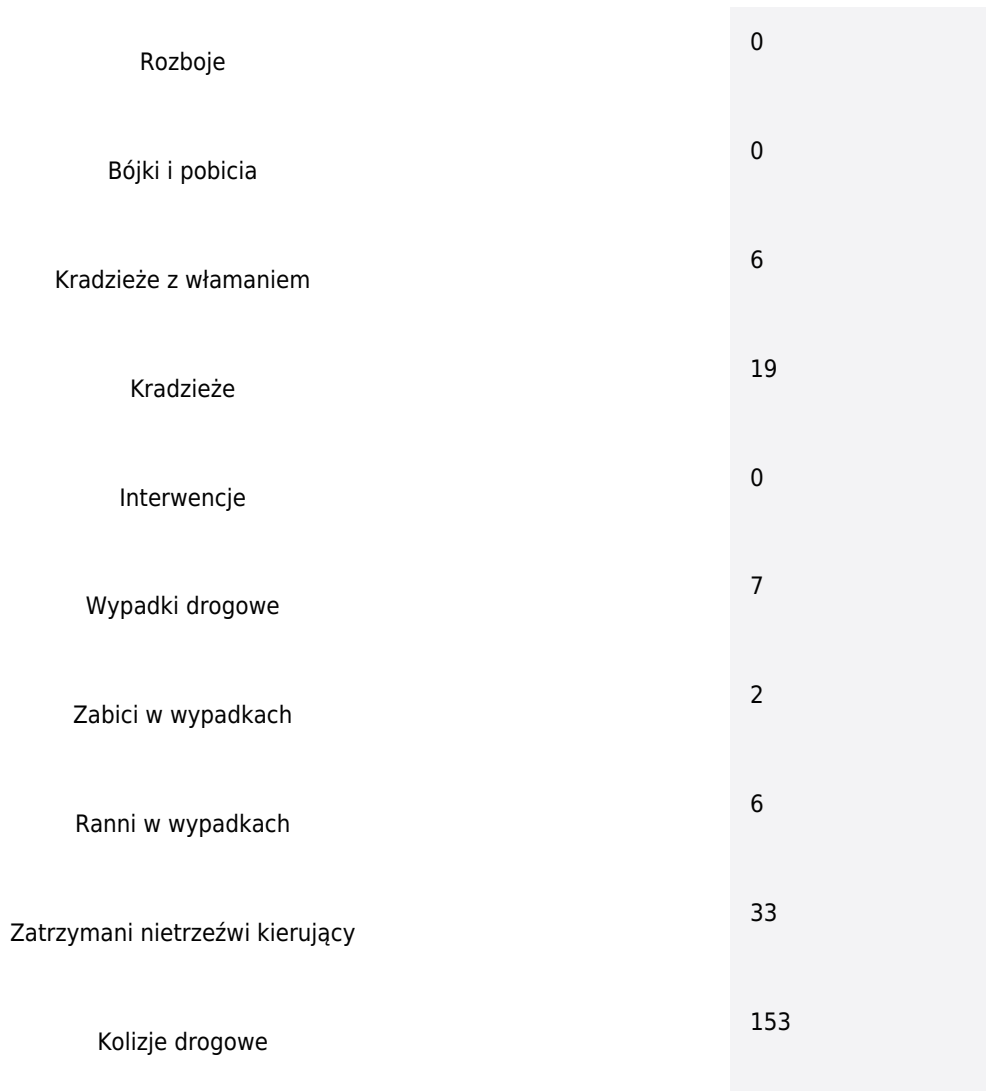 Rozboje 0
Bójki i pobicia 0
Kradzieże z włamaniem 6
Kradzieże 19
Interwencje 0
Wypadki drogowe 7
Zabici w wypadkach 2
Ranni w wypadkach 6
Zatrzymani nietrzeźwi kierujący 33
Kolizje drogowe 153